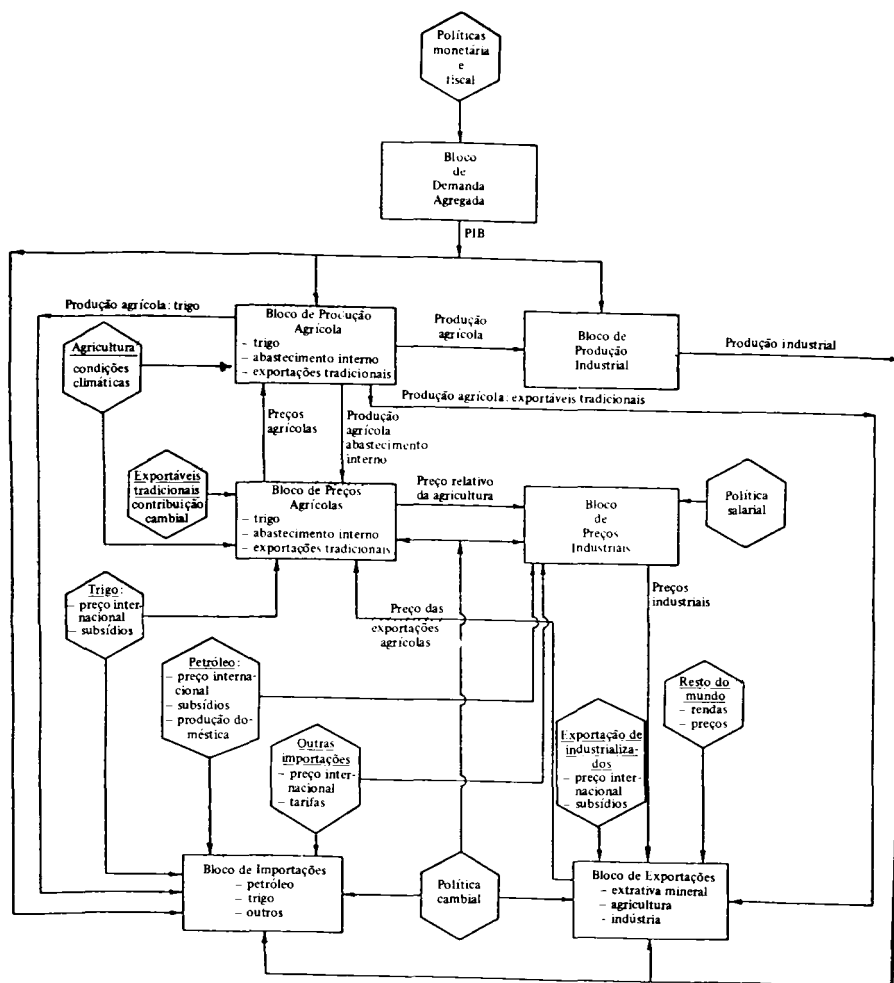 Políticas
monetária
e
fiscal
Bloco
de
Demanda
Agregada
PIB
Produção agrícola: trigo
Bloco de Produção
Agrícola
- trigo
- abastecimento interno
- exportações tradicionais
Produção
agrícola
Bloco de
Produção
Industrial
Produção industrial
Agricultura
condições
climáticas
Produção agrícola: exportáveis tradicionais
Preços
agrícolas
Produção
agrícola
abastecimento
interno
Exportáveis
tradicionais
contribuição
cambial
Bloco de Preços
Agrícolas
- trigo
- abastecimento interno
- exportações tradicionais
Preço relativo
da agricultura
Bloco
de
Preços
Industriais
Política
salarial
Trigo:
- preço inter-
nacional
- subsídios
Preço das
exportações
agrícolas
Preços
industriais
Petróleo:
- preço interna-
cional
- subsídios
- produção do-
méstica
Outras
importações
- preço inter-
nacional
- tarifas
Exportação de
industrializa-
dos
- preço inter-
nacional
- subsídios
Resto do
mundo
- rendas
- preços
Bloco de Importações
- petróleo
- trigo
- outros
Política
cambial
Bloco de Exportações
- extrativa mineral
- agricultura
- indústria